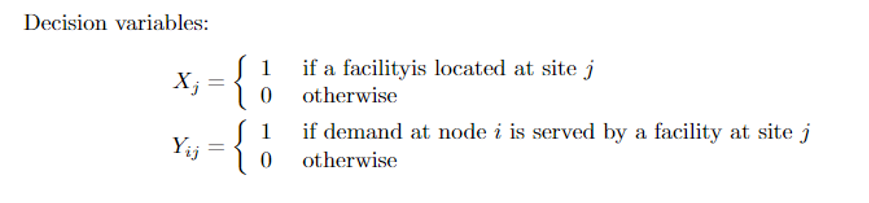 Decision variables:
X_j = { 1 if a facilityis located at site j
0 otherwise
Y_ij = { 1 if demand at node i is served by a facility at site j
0 otherwise